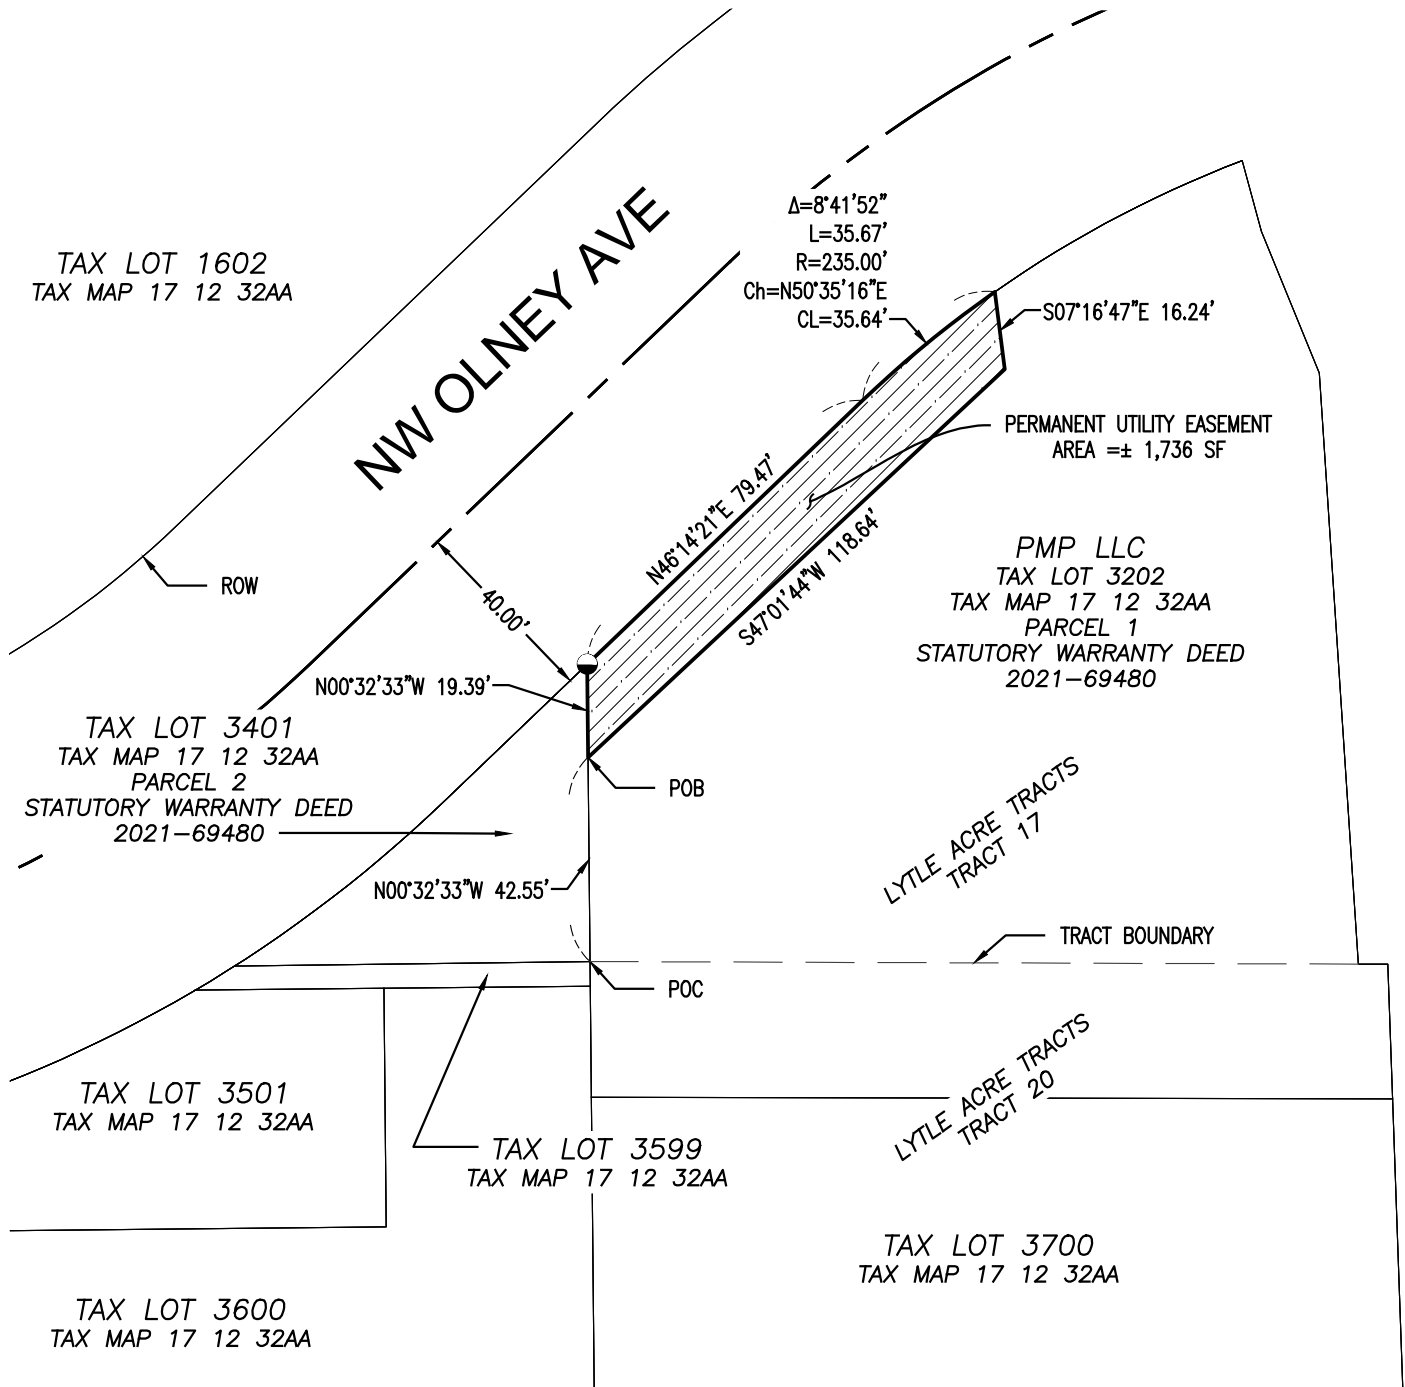 Δ=8°41'52"
L=35.67'
R=235.00'
Ch=N50°35'16"E
CL=35.64'
TAX LOT 1602
TAX MAP 17 12 32AA
NW OLNEY AVE
S07°16'47"E 16.24'
PERMANENT UTILITY EASEMENT
AREA =± 1,736 SF
N46°14'21"E 79.47'
S47°01'44"W 118.64'
ROW
40.00'
PMP LLC
TAX LOT 3202
TAX MAP 17 12 32AA
PARCEL 1
STATUTORY WARRANTY DEED
2021-69480
N00°32'33"W 19.39'
TAX LOT 3401
TAX MAP 17 12 32AA
PARCEL 2
STATUTORY WARRANTY DEED
2021-69480
POB
LYTLE ACRE TRACTS
TRACT 17
N00°32'33"W 42.55'
TRACT BOUNDARY
POC
LYTLE ACRE TRACTS
TRACT 20
TAX LOT 3501
TAX MAP 17 12 32AA
TAX LOT 3599
TAX MAP 17 12 32AA
TAX LOT 3700
TAX MAP 17 12 32AA
TAX LOT 3600
TAX MAP 17 12 32AA